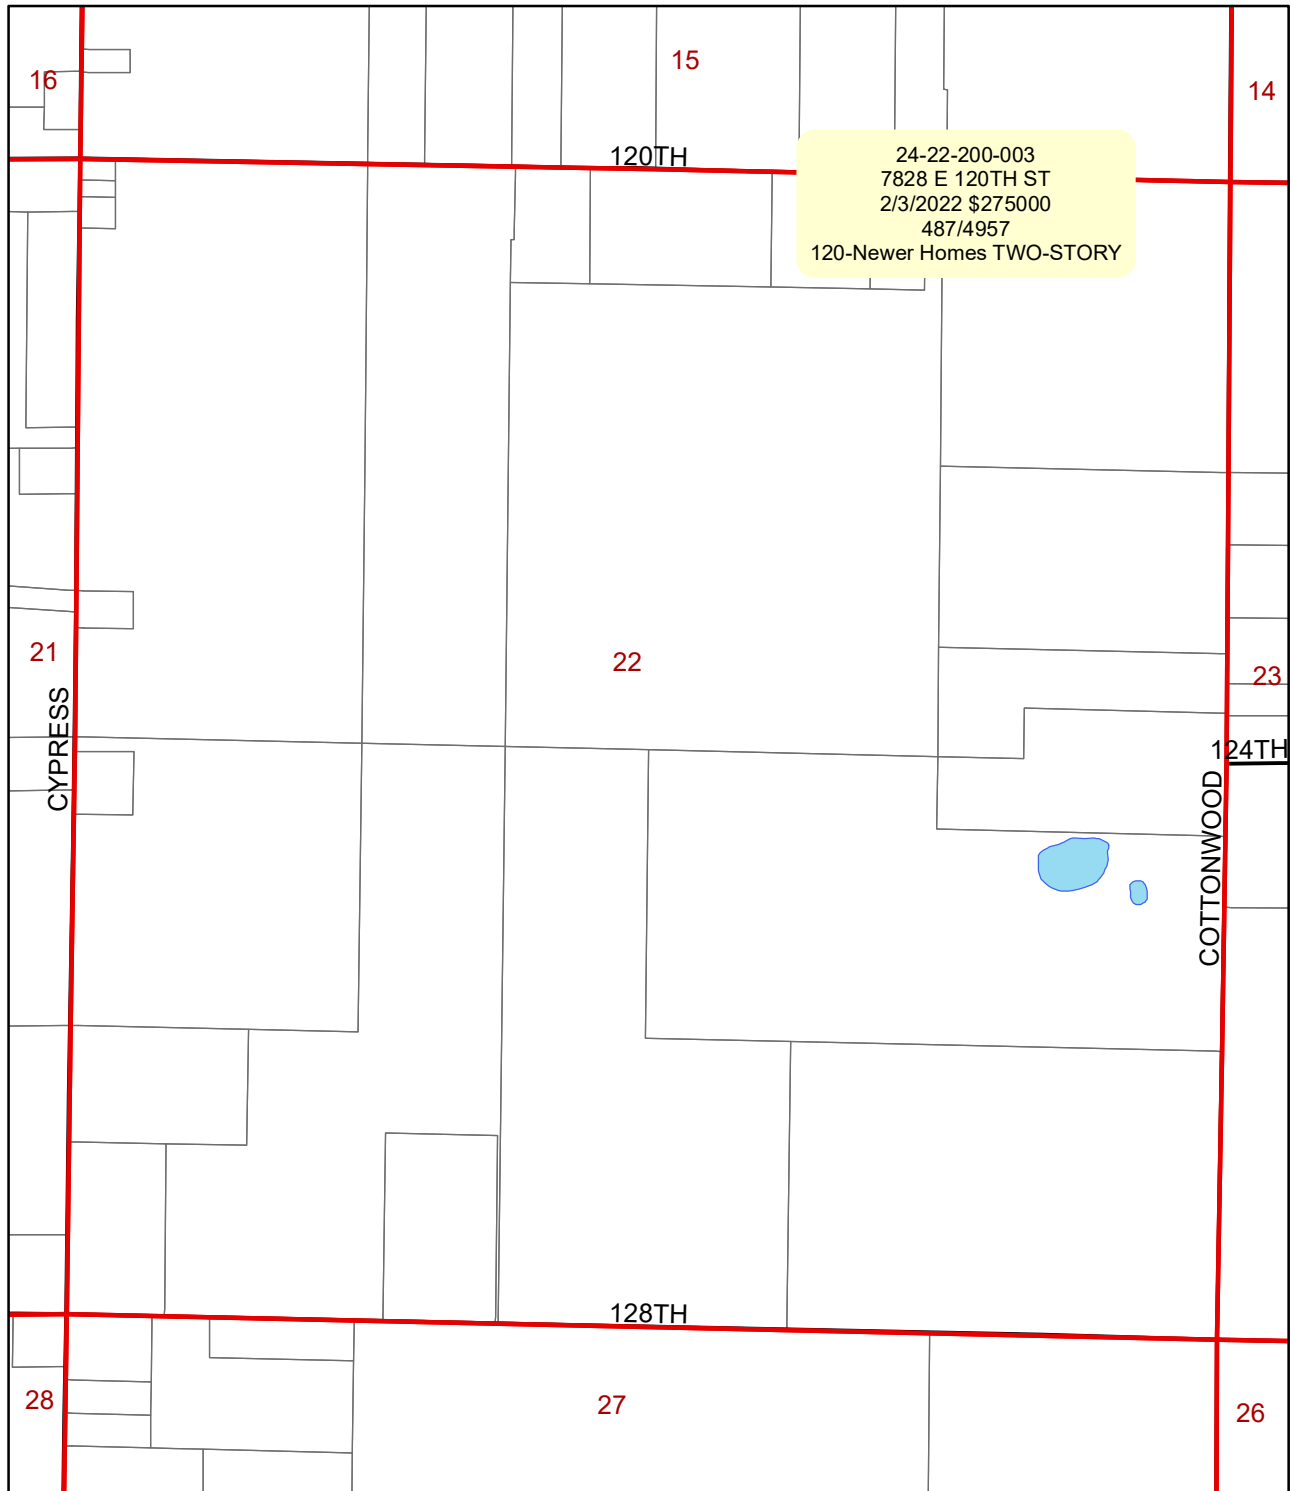 15
16
14
120TH
24-22-200-003
7828 E 120TH ST
2/3/2022 $275000
487/4957
120-Newer Homes TWO-STORY
21
22
23
CYPRESS
124TH
COTTONWOOD
128TH
28
27
26